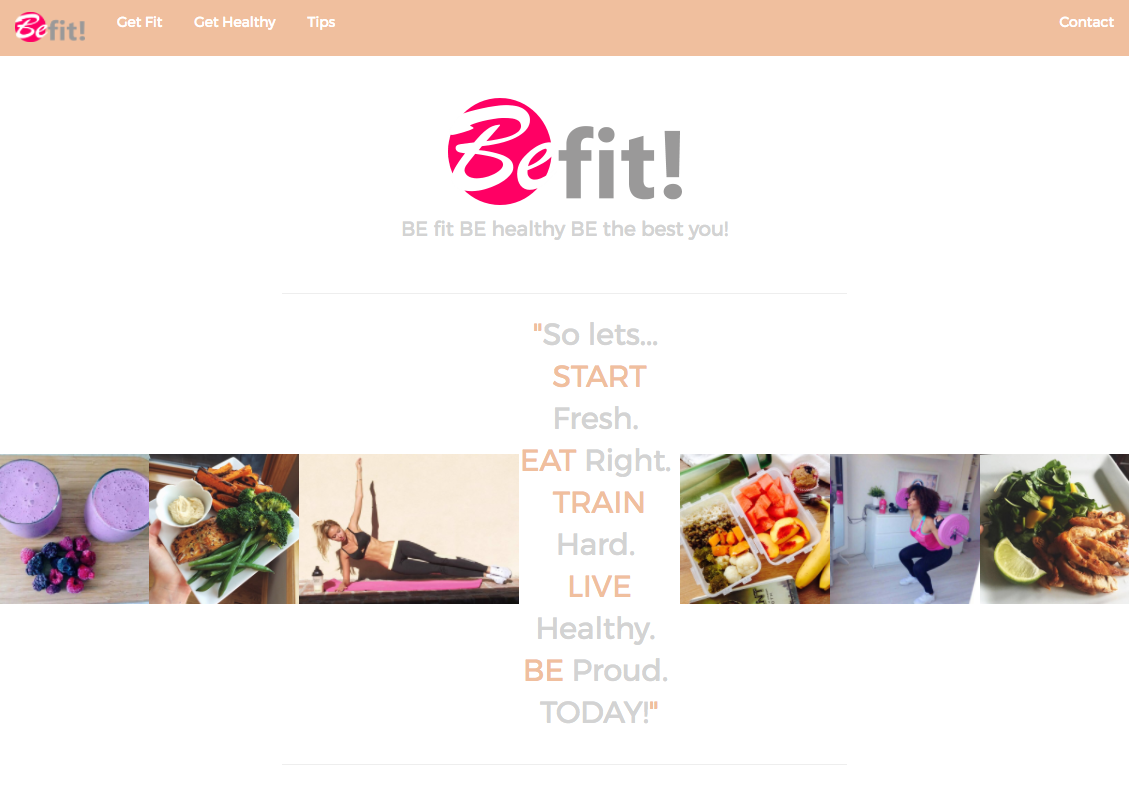 Befit! Get Fit Get Healthy Tips Contact
Befit!
BE fit BE healthy BE the best you!
"So lets...
START
Fresh.
EAT Right.
TRAIN
Hard.
LIVE
Healthy.
BE Proud.
TODAY!"